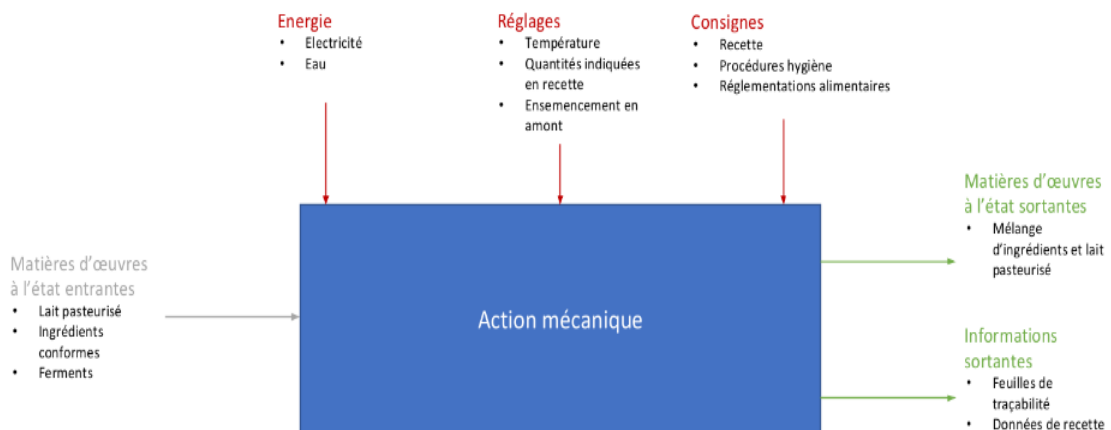 Energie
• Electricité
• Eau
Réglages
• Température
• Quantités indiquées
en recette
• Ensemencement en
amont
Consignes
• Recette
• Procédures hygiène
• Réglementations alimentaires
Matières d'œuvres
à l'état entrantes
• Lait pasteurisé
• Ingrédients
conformes
• Ferments
Action mécanique
Matières d'œuvres
à l'état sortantes
• Mélange
d'ingrédients et lait
pasteurisé
Informations
sortantes
• Feuilles de
traçabilité
• Données de recette